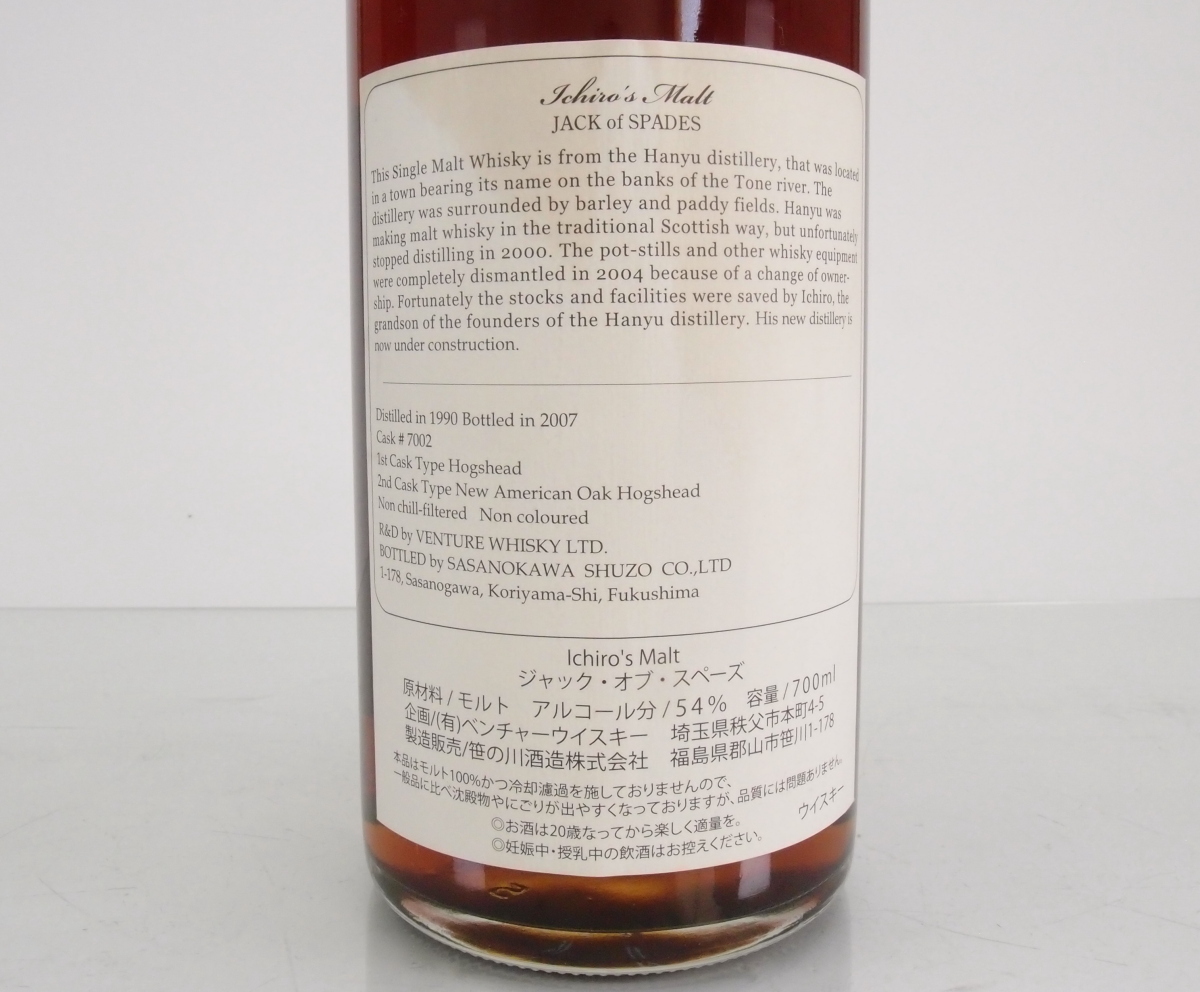 Ichiro's Malt
JACK of SPADES
This Single Malt Whisky is from the Hanyu distillery, that was located
in a town bearing its name on the banks of the Tone river. The
distillery was surrounded by barley and paddy fields. Hanyu was
making malt whisky in the traditional Scottish way, but unfortunately
stopped distilling in 2000. The pot-stills and other whisky equipment
were completely dismantled in 2004 because of a change of owner-
ship. Fortunately the stocks and facilities were saved by Ichiro, the
grandson of the founders of the Hanyu distillery. His new distillery is
now under construction.
Distilled in 1990 Bottled in 2007
Cask # 7002
1st Cask Type Hogshead
2nd Cask Type New American Oak Hogshead
Non chill-filtered Non coloured
R&D by VENTURE WHISKY LTD.
BOTTLED by SASANOKAWA SHUZO CO.,LTD
1-178, Sasanogawa, Koriyama-Shi, Fukushima
Ichiro's Malt
ジャック・オブ・スペーズ
原材料/モルト アルコール分/54% 容量/700ml
企画/(有)ベンチャーウイスキー 埼玉県秩父市本町4-5
製造販売/笹の川酒造株式会社 福島県郡山市笹川1-178
本品はモルト100%かつ冷却濾過を施しておりませんので、
一般品に比べ沈殿物やにごりが出やすくなっておりますが、品質には問題ありません。
ウイスキー
◎お酒は20歳なってから楽しく適量を。
◎妊娠中・授乳中の飲酒はお控えください。